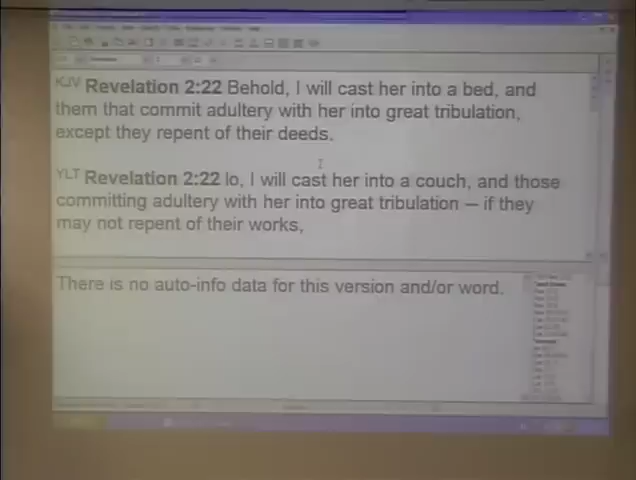 KJV Revelation 2:22 Behold, I will cast her into a bed, and
them that commit adultery with her into great tribulation,
except they repent of their deeds.
YLT Revelation 2:22 lo, I will cast her into a couch, and those
committing adultery with her into great tribulation — if they
may not repent of their works,
There is no auto-info data for this version and/or word.